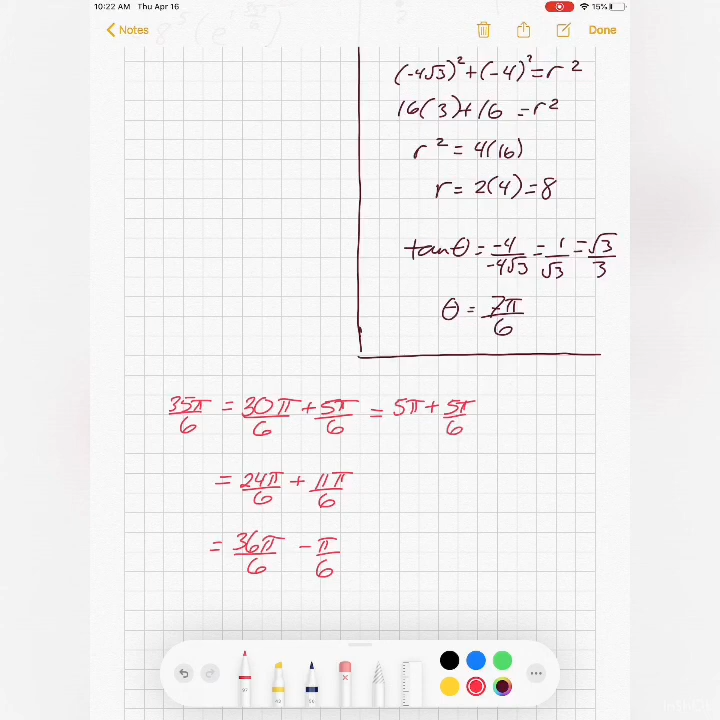 10:22 AM Thu Apr 16
15%
Notes
Done
(-4√3)² + (-4)² = r²
16(3) + 16 = r²
r² = 4(16)
r = 2(4) = 8
tanθ = -4/-4√3 = 1/√3 = √3/3
θ = 7π/6
35π/6 = 30π/6 + 5π/6 = 5π + 5π/6
= 24π/6 + 11π/6
= 36π/6 - π/6